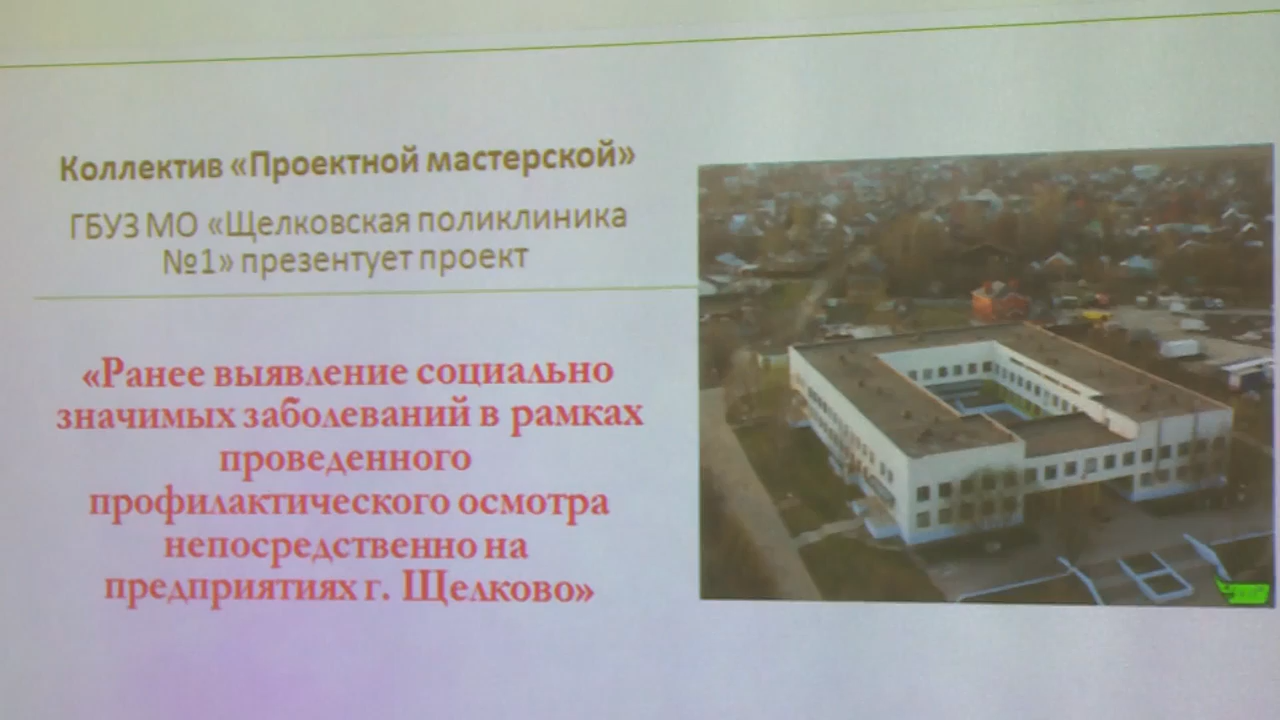 Коллектив «Проектной мастерской»
ГБУЗ МО «Щелковская поликлиника
№1» презентует проект
«Ранее выявление социально
значимых заболеваний в рамках
проведенного
профилактического осмотра
непосредственно на
предприятиях г. Щелково»